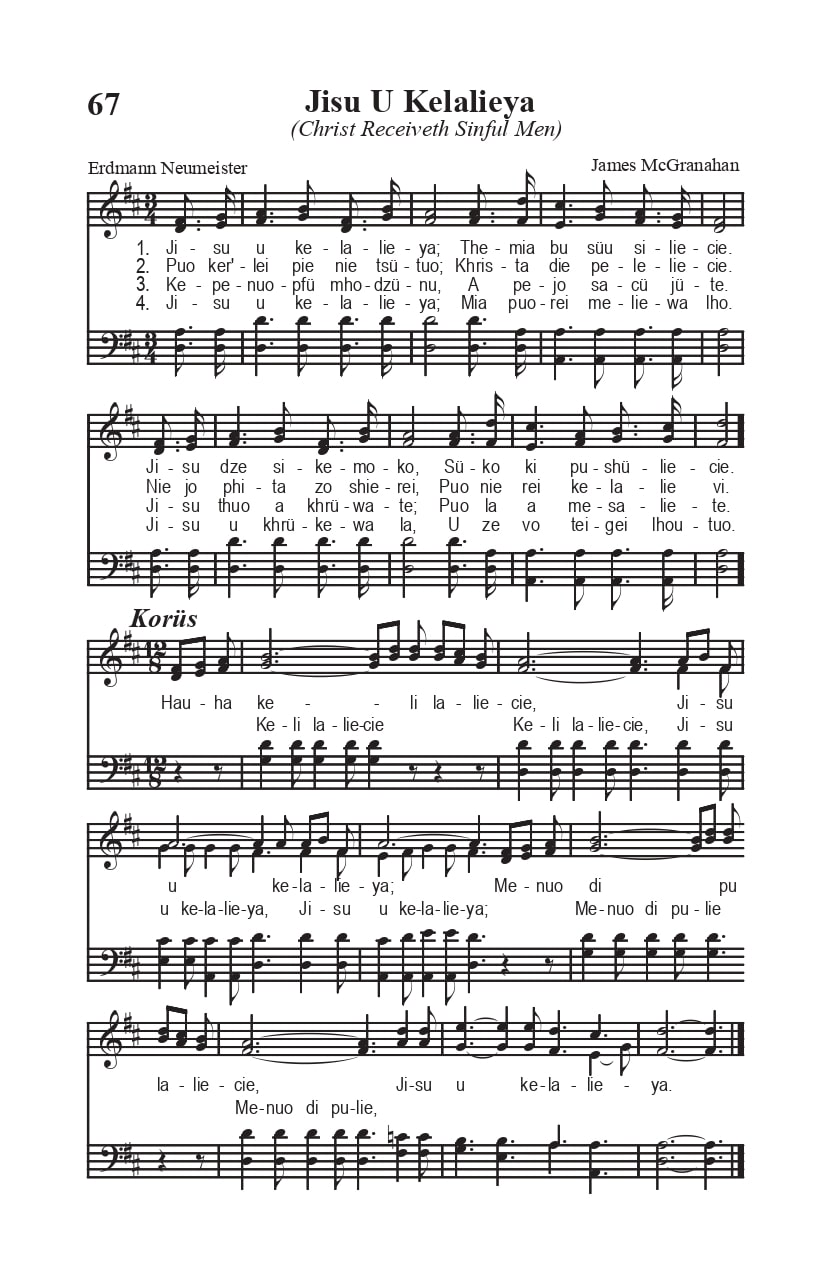 67
Jisu U Kelalieya
(Christ Receiveth Sinful Men)
Erdmann Neumeister
James McGranahan
3/4
1. Ji - su u ke - la - lie - ya; The - mia bu süu si - lie - cie.
2. Puo ker'- lei pie nie tsü - tuo; Khris - ta die pe - le - lie - cie.
3. Ke - pe - nuo - pfü mho - dzü - nu, A pe - jo sa - cü jü - te.
4. Ji - su u ke - la - lie - ya; Mia puo - rei me - lie - wa lho.
3/4
Ji - su dze si - ke - mo - ko, Sü - ko ki pu - shü - lie - cie.
Nie jo phi - ta zo shie - rei, Puo nie rei ke - la - lie vi.
Ji - su thuo a khrü - wa - te; Puo la a me - sa - lie - te.
Ji - su u khrü - ke - wa la, U ze vo tei - gei lhou - tuo.
Korüs
12/8
Hau - ha ke - - - li la - lie - cie, Ji - su
Ke - li la - lie - cie Ke - li la - lie - cie, Ji - su
12/8
u ke - la - lie - ya; Me - nuo di pu
u ke - la - lie - ya, Ji - su u ke - la - lie - ya; Me - nuo di pu - lie
la - lie - cie, Ji - su u ke - la - lie - ya.
Me - nuo di pu - lie,